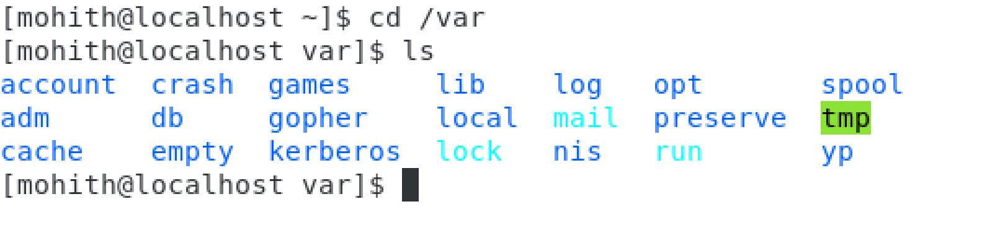 [mohith@localhost ~]$ cd /var
[mohith@localhost var]$ ls
account  crash  games  lib  log  opt  spool
adm  db  gopher  local  mail  preserve  tmp
cache  empty  kerberos  lock  nis  run  yp
[mohith@localhost var]$